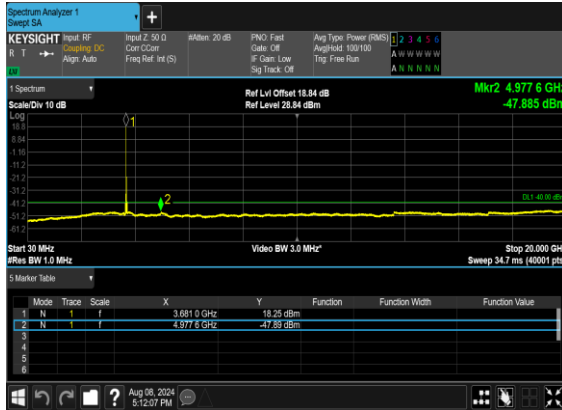 Spectrum Analyzer 1
Swept SA
+
KEYSIGHT Input: RF Input Z: 50 Ω #Atten: 20 dB PNO: Fast Avg Type: Power (RMS) 1 2 3 4 5 6
R T Coupling: DC Corr CCorr Gate: Off Avg|Hold: 100/100 A W W W W W
Align: Auto Freq Ref: Int (S) IF Gain: Low Trig: Free Run
Sig Track: Off A N N N N N
LXI
1 Spectrum Ref Lvl Offset 18.84 dB Mkr2 4.977 6 GHz
Scale/Div 10 dB Ref Level 28.84 dBm -47.885 dBm
Log
18.8
8.84
-1.16
-11.2
-21.2
-31.2
-41.2
-51.2
-61.2
1
2
DL1 -40.00 dB
Start 30 MHz Video BW 3.0 MHz* Stop 20.000 GH
#Res BW 1.0 MHz Sweep 34.7 ms (40001 pts
5 Marker Table
Mode Trace Scale X Y Function Function Width Function Value
1 N 1 f 3.681 0 GHz 18.25 dBm
2 N 1 f 4.977 6 GHz -47.89 dBm
3
4
5
6
? Aug 08, 2024
5:12:07 PM